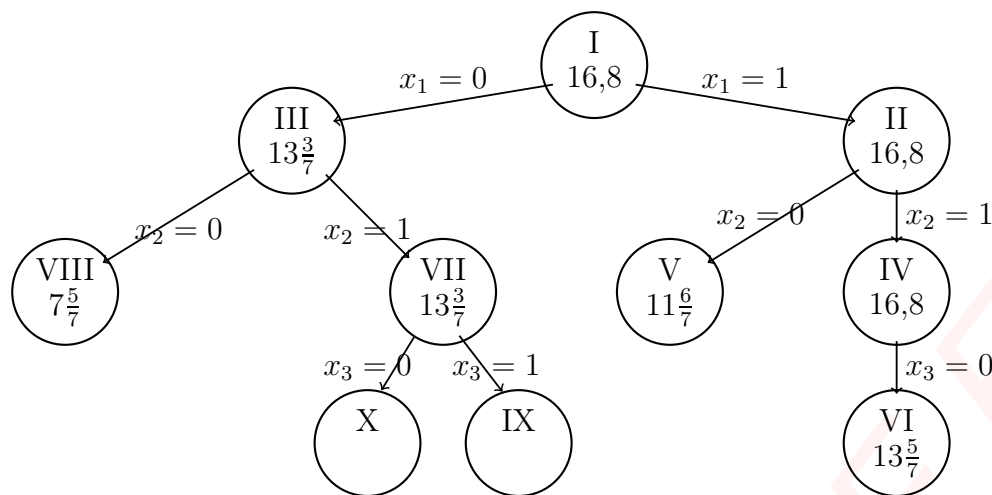 I
16,8
x₁ = 0
x₁ = 1
III
13 3/7
II
16,8
x₂ = 0
x₂ = 1
x₂ = 0
x₂ = 1
VIII
7 5/7
VII
13 3/7
V
11 6/7
IV
16,8
x₃ = 0
x₃ = 1
x₃ = 0
X
IX
VI
13 5/7